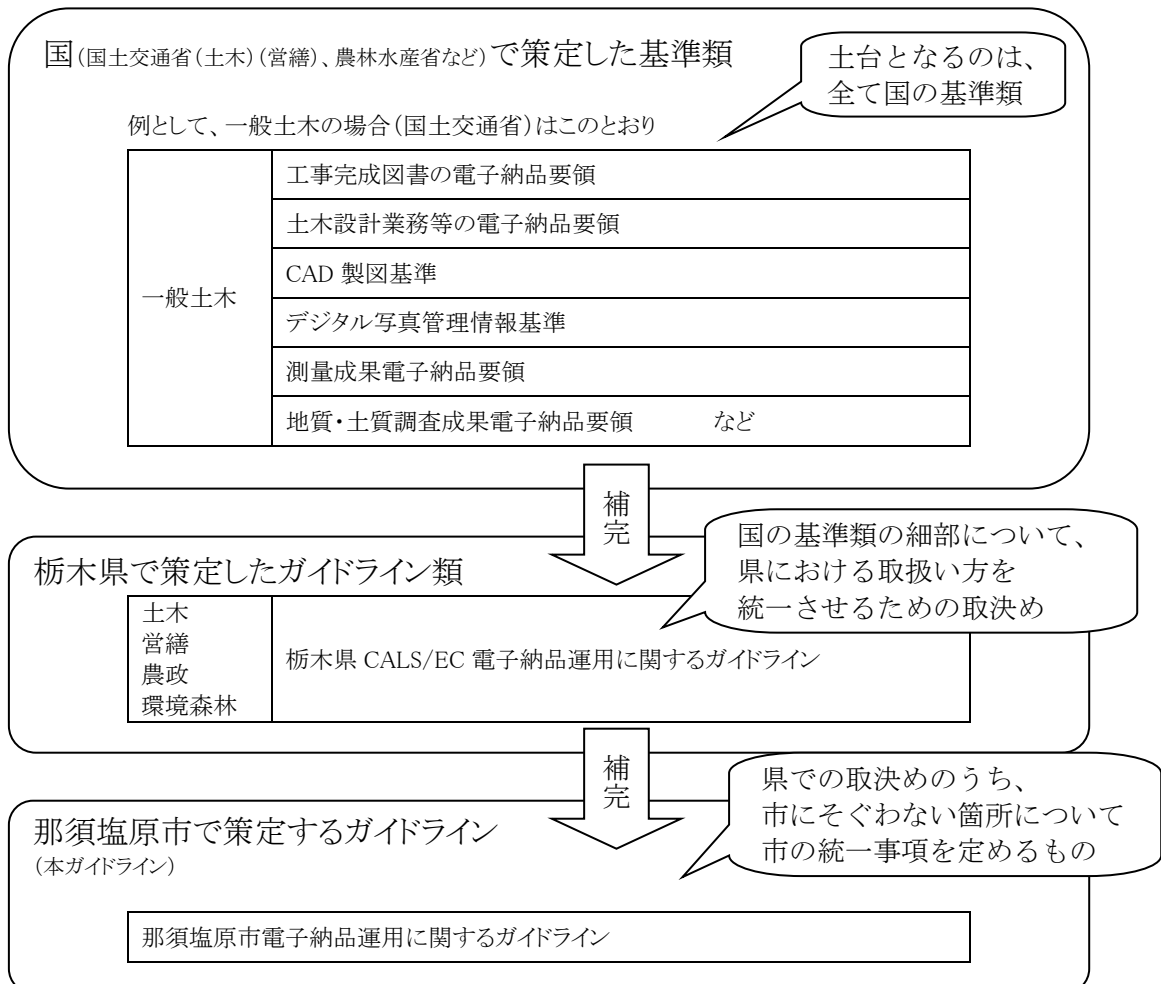 国(国土交通省(土木)(営繕)、農林水産省など)で策定した基準類
土台となるのは、
全て国の基準類
例として、一般土木の場合(国土交通省)はこのとおり
一般土木
工事完成図書の電子納品要領
土木設計業務等の電子納品要領
CAD 製図基準
デジタル写真管理情報基準
測量成果電子納品要領
地質・土質調査成果電子納品要領 など
補完
国の基準類の細部について、
県における取扱い方を
統一させるための取決め
栃木県で策定したガイドライン類
土木
営繕
農政
環境森林
栃木県 CALS/EC 電子納品運用に関するガイドライン
補完
県での取決めのうち、
市にそぐわない箇所について
市の統一事項を定めるもの
那須塩原市で策定するガイドライン
(本ガイドライン)
那須塩原市電子納品運用に関するガイドライン